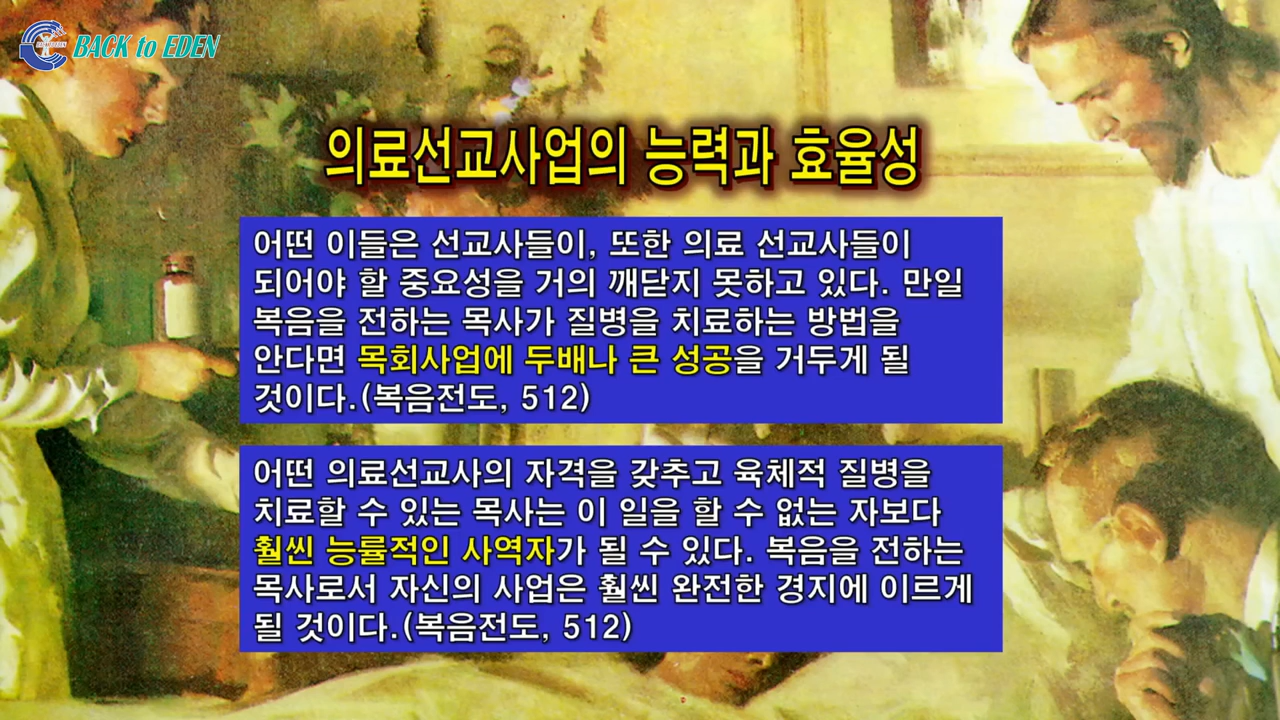 BACK to EDEN
의료선교사업의 능력과 효율성
어떤 이들은 선교사들이, 또한 의료 선교사들이
되어야 할 중요성을 거의 깨닫지 못하고 있다. 만일
복음을 전하는 목사가 질병을 치료하는 방법을
안다면 목회사업에 두배나 큰 성공을 거두게 될
것이다.(복음전도, 512)
어떤 의료선교사의 자격을 갖추고 육체적 질병을
치료할 수 있는 목사는 이 일을 할 수 없는 자보다
훨씬 능률적인 사역자가 될 수 있다. 복음을 전하는
목사로서 자신의 사업은 훨씬 완전한 경지에 이르게
될 것이다.(복음전도, 512)